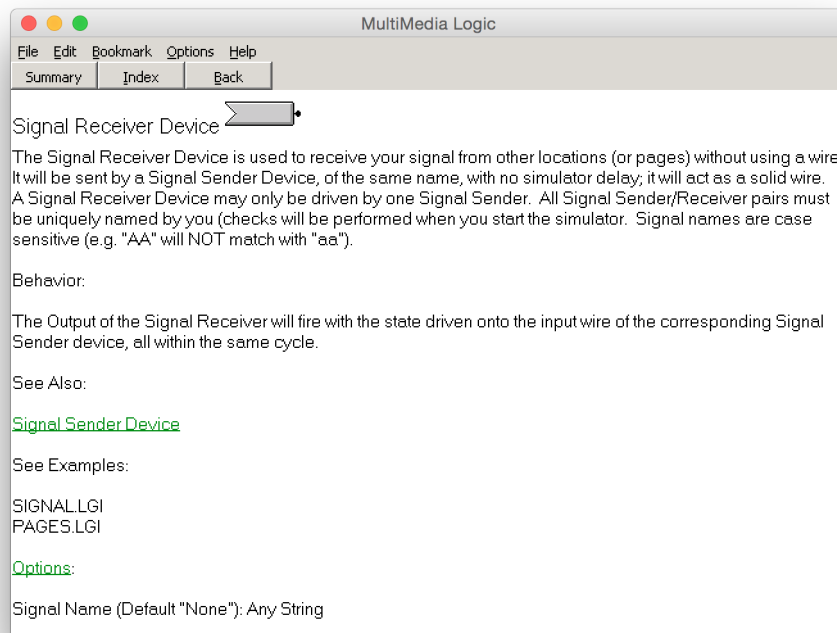 MultiMedia Logic
File Edit Bookmark Options Help
Summary Index Back
Signal Receiver Device
The Signal Receiver Device is used to receive your signal from other locations (or pages) without using a wire
It will be sent by a Signal Sender Device, of the same name, with no simulator delay; it will act as a solid wire.
A Signal Receiver Device may only be driven by one Signal Sender. All Signal Sender/Receiver pairs must
be uniquely named by you (checks will be performed when you start the simulator. Signal names are case
sensitive (e.g. "AA" will NOT match with "aa").
Behavior:
The Output of the Signal Receiver will fire with the state driven onto the input wire of the corresponding Signal
Sender device, all within the same cycle.
See Also:
Signal Sender Device
See Examples:
SIGNAL.LGI
PAGES.LGI
Options:
Signal Name (Default "None"): Any String